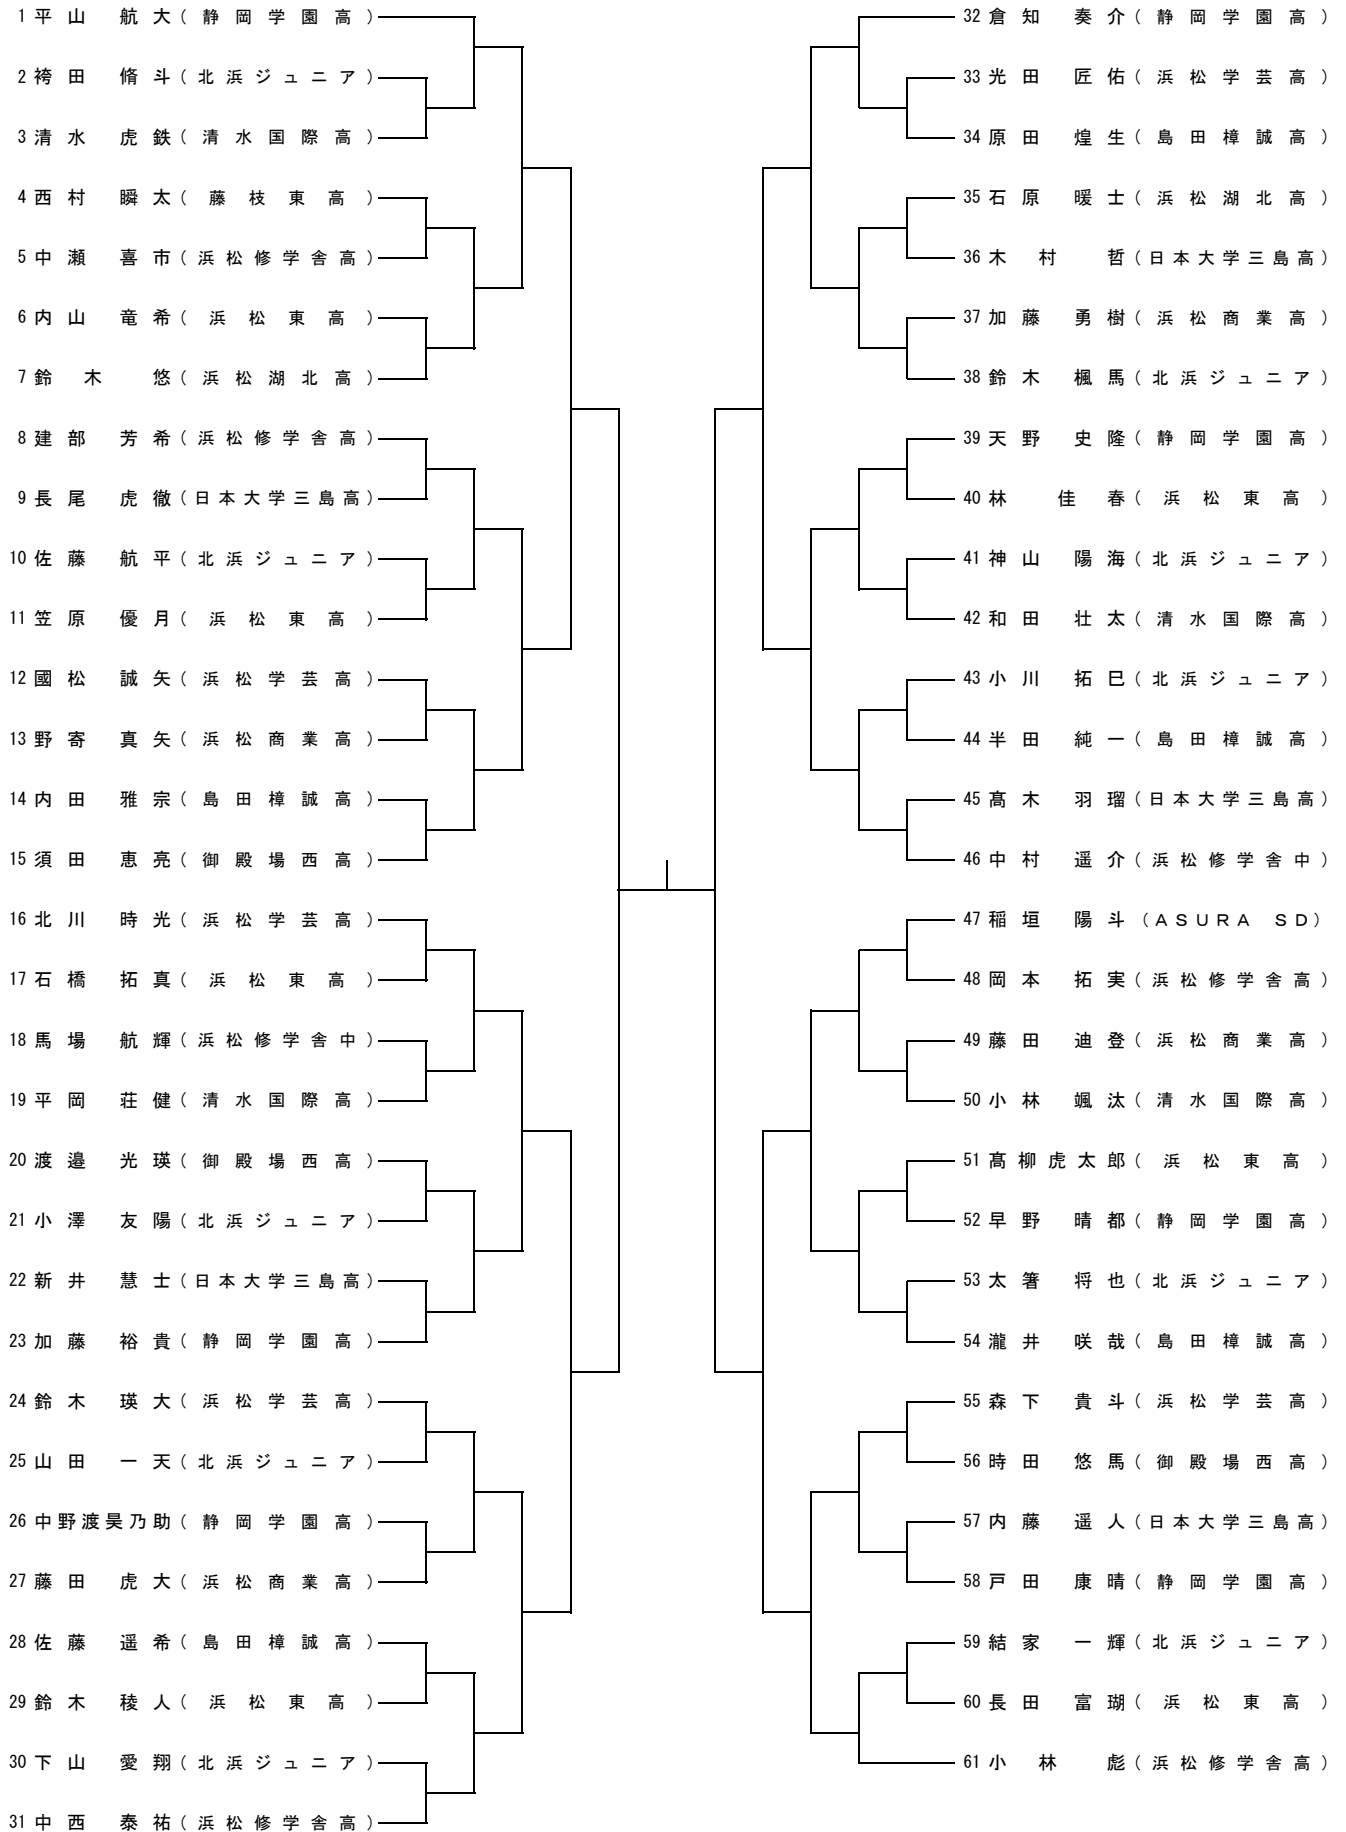 1 平山 航大 (静岡学園高)
2 袴田 脩斗 (北浜ジュニア)
3 清水 虎鉄 (清水国際高)
4 西村 瞬太 (藤枝東高)
5 中瀬 喜市 (浜松修学舎高)
6 内山 竜希 (浜松東高)
7 鈴木 悠 (浜松湖北高)
8 建部 芳希 (浜松修学舎高)
9 長尾 虎徹 (日本大学三島高)
10 佐藤 航平 (北浜ジュニア)
11 笠原 優月 (浜松東高)
12 國松 誠矢 (浜松学芸高)
13 野寄 真矢 (浜松商業高)
14 内田 雅宗 (島田樟誠高)
15 須田 恵亮 (御殿場西高)
16 北川 時光 (浜松学芸高)
17 石橋 拓真 (浜松東高)
18 馬場 航輝 (浜松修学舎中)
19 平岡 荘健 (清水国際高)
20 渡邉 光瑛 (御殿場西高)
21 小澤 友陽 (北浜ジュニア)
22 新井 慧士 (日本大学三島高)
23 加藤 裕貴 (静岡学園高)
24 鈴木 瑛大 (浜松学芸高)
25 山田 一天 (北浜ジュニア)
26 中野渡昊乃助 (静岡学園高)
27 藤田 虎大 (浜松商業高)
28 佐藤 遥希 (島田樟誠高)
29 鈴木 稜人 (浜松東高)
30 下山 愛翔 (北浜ジュニア)
31 中西 泰祐 (浜松修学舎高)
32 倉知 奏介 (静岡学園高)
33 光田 匠佑 (浜松学芸高)
34 原田 煌生 (島田樟誠高)
35 石原 暖士 (浜松湖北高)
36 木村 哲 (日本大学三島高)
37 加藤 勇樹 (浜松商業高)
38 鈴木 楓馬 (北浜ジュニア)
39 天野 史隆 (静岡学園高)
40 林 佳春 (浜松東高)
41 神山 陽海 (北浜ジュニア)
42 和田 壮太 (清水国際高)
43 小川 拓巳 (北浜ジュニア)
44 半田 純一 (島田樟誠高)
45 髙木 羽瑠 (日本大学三島高)
46 中村 遥介 (浜松修学舎中)
47 稲垣 陽斗 (ASURA SD)
48 岡本 拓実 (浜松修学舎高)
49 藤田 迪登 (浜松商業高)
50 小林 颯汰 (清水国際高)
51 髙柳虎太郎 (浜松東高)
52 早野 晴都 (静岡学園高)
53 太箸 将也 (北浜ジュニア)
54 瀧井 咲哉 (島田樟誠高)
55 森下 貴斗 (浜松学芸高)
56 時田 悠馬 (御殿場西高)
57 内藤 遥人 (日本大学三島高)
58 戸田 康晴 (静岡学園高)
59 結家 一輝 (北浜ジュニア)
60 長田 富瑚 (浜松東高)
61 小林 彪 (浜松修学舎高)